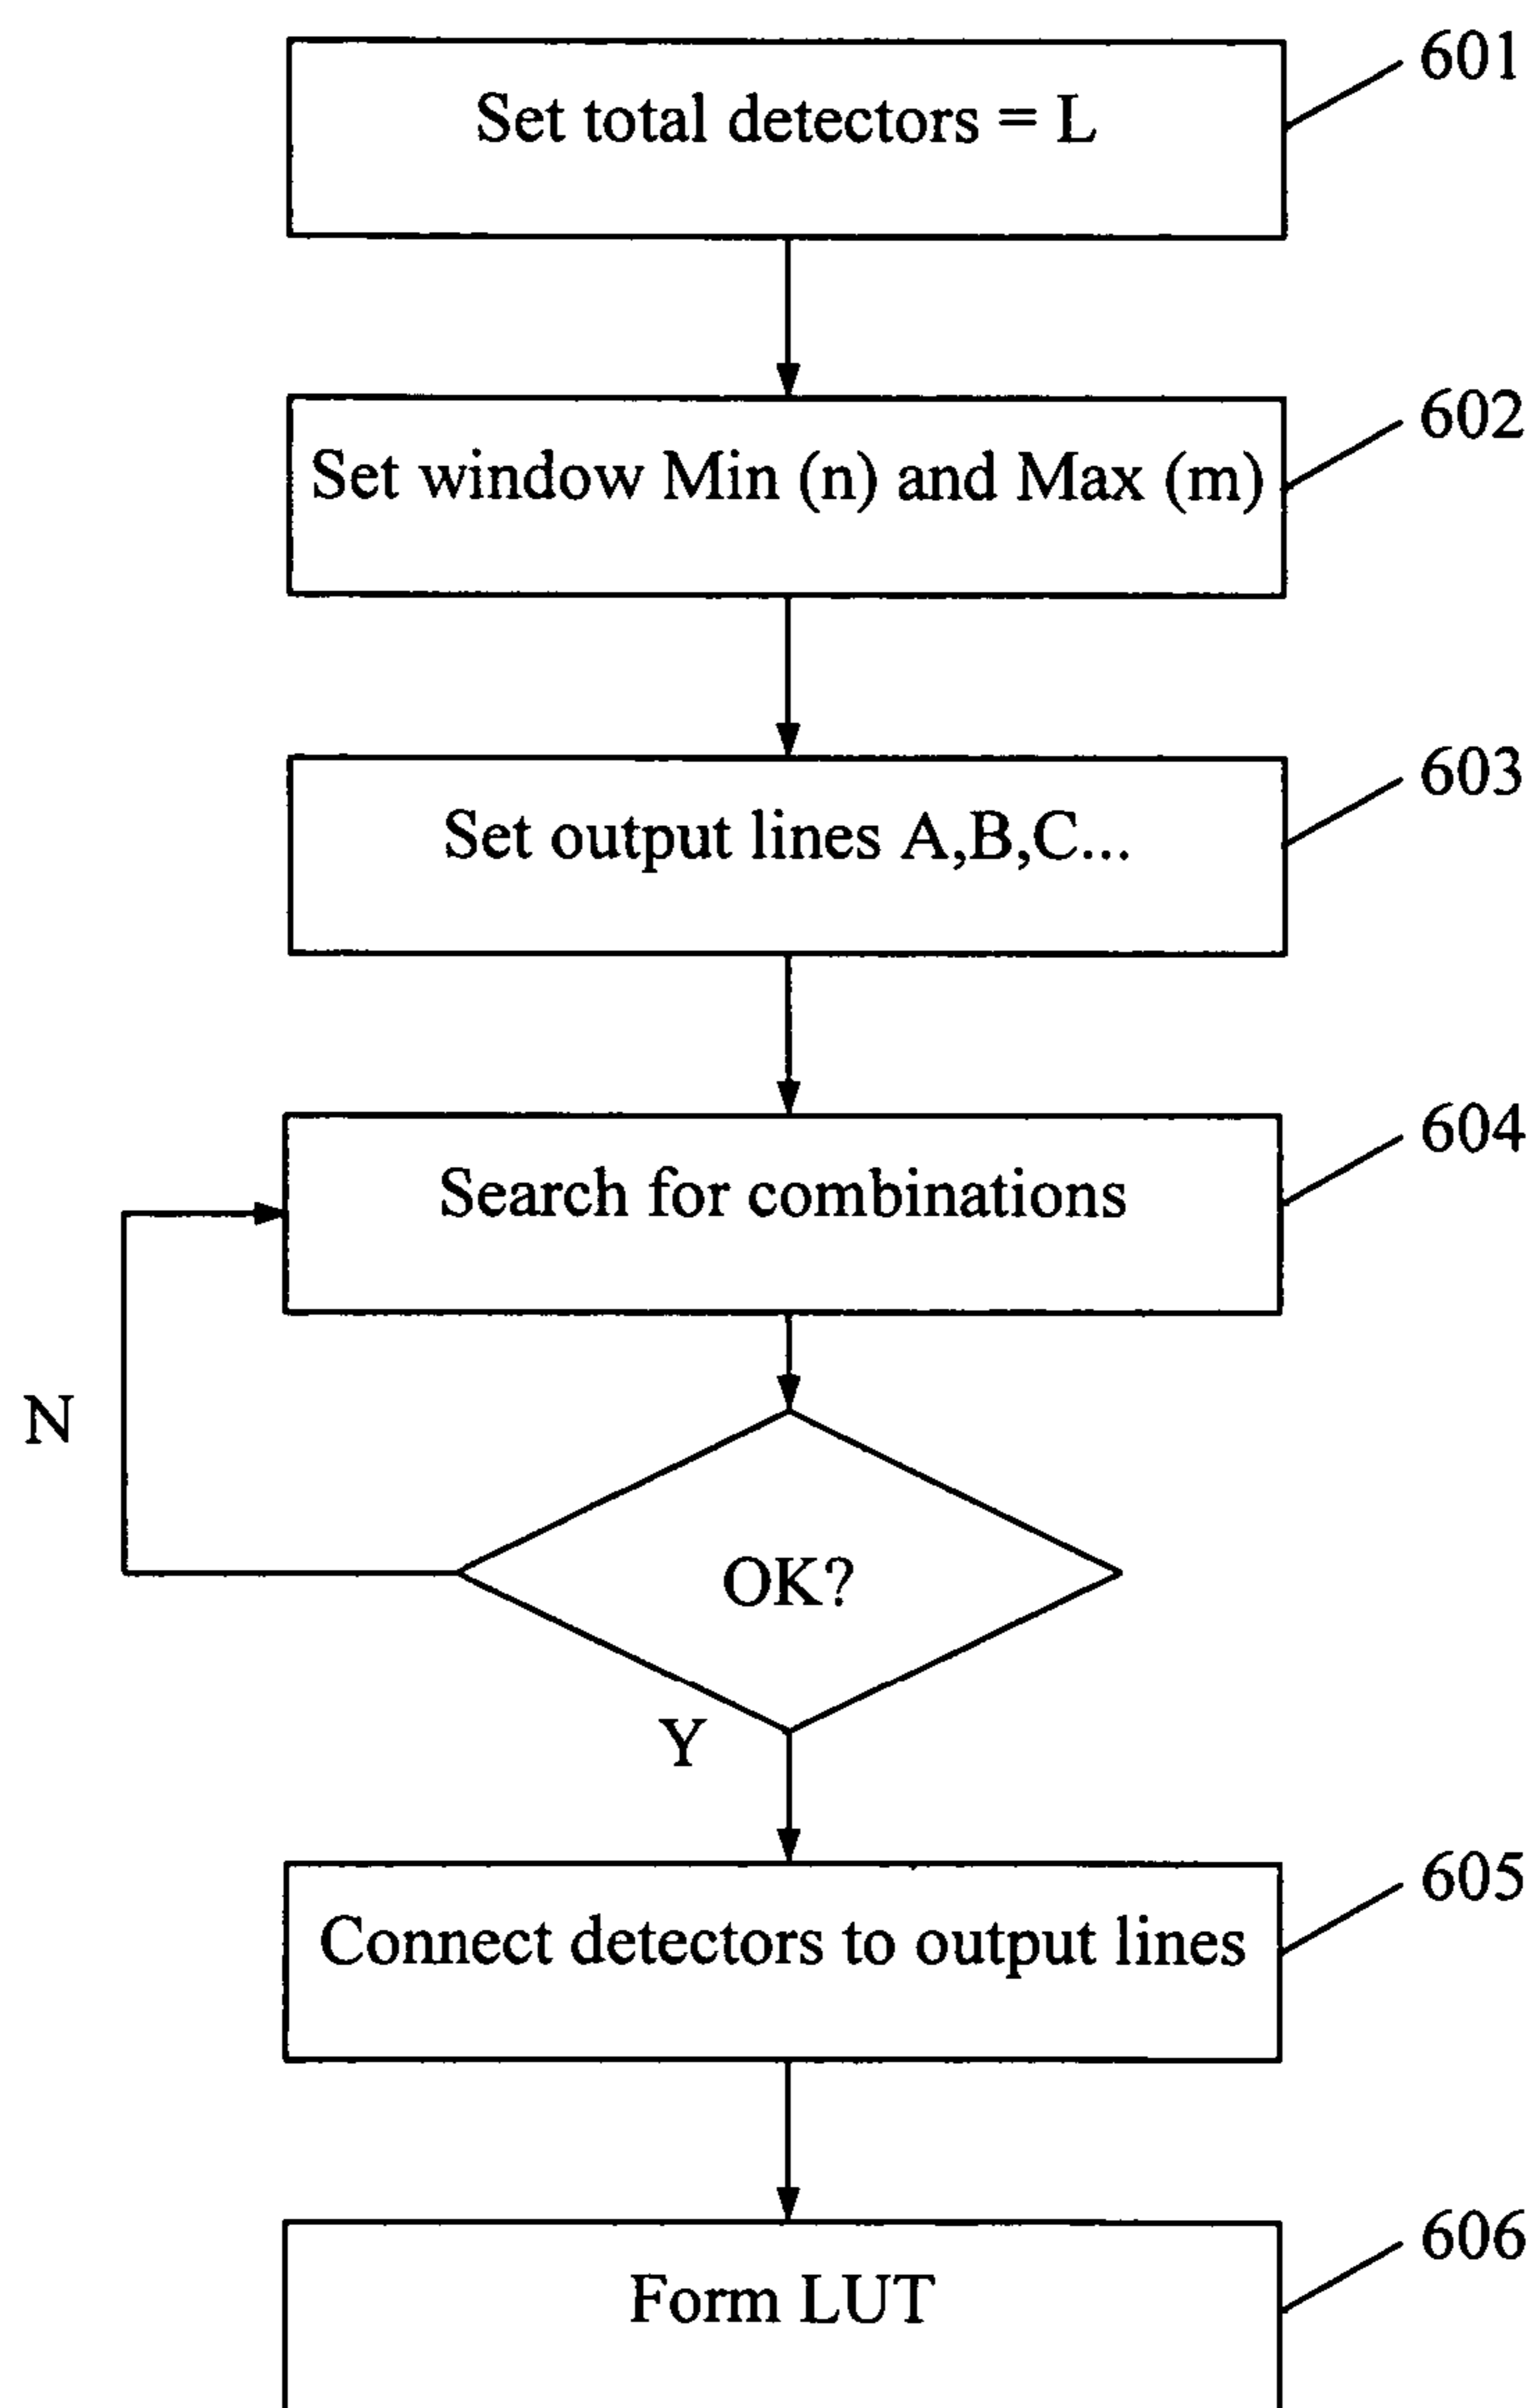 601
Set total detectors = L
602
Set window Min (n) and Max (m)
603
Set output lines A,B,C...
604
Search for combinations
N
OK?
Y
605
Connect detectors to output lines
606
Form LUT